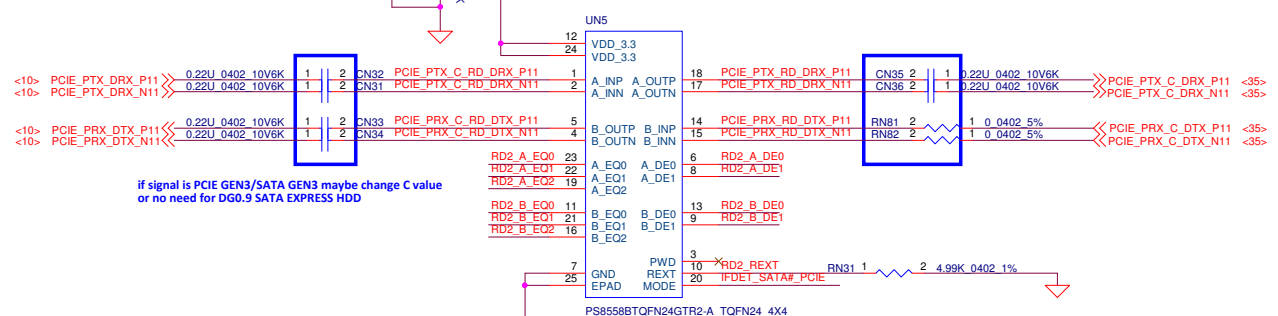 UN5
12 VDD_3.3
24 VDD_3.3
<10> PCIE_PTX_DRX_P11 0.22U_0402_10V6K 1 2 CN32 PCIE_PTX_C_RD_DRX_P11 1 A_INP A_OUTP 18 PCIE_PTX_RD_DRX_P11 CN35 2 1 0.22U_0402_10V6K PCIE_PTX_C_DRX_P11 <35>
<10> PCIE_PTX_DRX_N11 0.22U_0402_10V6K 1 2 CN31 PCIE_PTX_C_RD_DRX_N11 2 A_INN A_OUTN 17 PCIE_PTX_RD_DRX_N11 CN36 2 1 0.22U_0402_10V6K PCIE_PTX_C_DRX_N11 <35>
<10> PCIE_PRX_DTX_P11 0.22U_0402_10V6K 1 2 CN33 PCIE_PRX_C_RD_DTX_P11 5 B_OUTP B_INP 14 PCIE_PRX_RD_DTX_P11 RN81 2 1 0_0402_5% PCIE_PRX_C_DTX_P11 <35>
<10> PCIE_PRX_DTX_N11 0.22U_0402_10V6K 1 2 CN34 PCIE_PRX_C_RD_DTX_N11 4 B_OUTN B_INN 15 PCIE_PRX_RD_DTX_N11 RN82 2 1 0_0402_5% PCIE_PRX_C_DTX_N11 <35>
RD2_A_EQ0 23 A_EQ0 A_DE0 6 RD2_A_DE0
RD2_A_EQ1 22 A_EQ1 A_DE1 8 RD2_A_DE1
RD2_A_EQ2 19 A_EQ2
if signal is PCIE GEN3/SATA GEN3 maybe change C value
or no need for DG0.9 SATA EXPRESS HDD
RD2_B_EQ0 11 B_EQ0 B_DE0 13 RD2_B_DE0
RD2_B_EQ1 21 B_EQ1 B_DE1 9 RD2_B_DE1
RD2_B_EQ2 16 B_EQ2
PWD 3
7 GND REXT 10 RD2_REXT RN31 1 2 4.99K_0402_1%
25 EPAD MODE 20 IFDET_SATA#_PCIE
PS8558BTQFN24GTR2-A_TQFN24_4X4